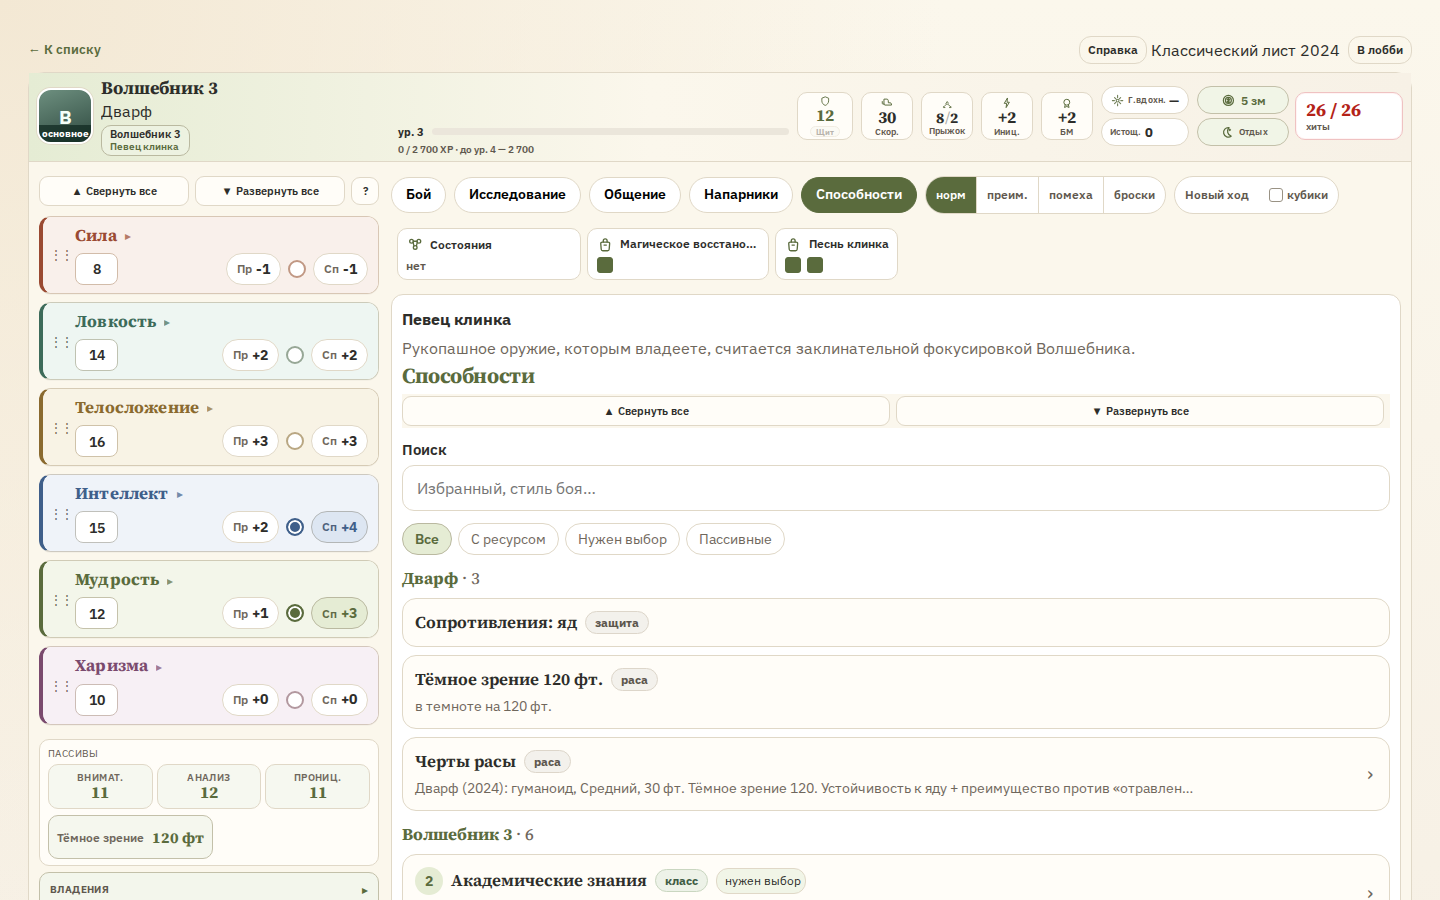 ← К списку
Справка Классический лист 2024 В лобби
В
основное
Волшебник 3
Дварф
Волшебник 3
Певец клинка
ур. 3
0 / 2 700 XP · до ур. 4 — 2 700
12
Щит
30
Скор.
8/2
Прыжок
+2
Иниц.
+2
БМ
Г.вдохн. —
Истощ. 0
5 зм
Отдых
26 / 26
хиты
▲ Свернуть все ▼ Развернуть все ?
Сила ▸
8 Пр -1 Сп -1
Ловкость ▸
14 Пр +2 Сп +2
Телосложение ▸
16 Пр +3 Сп +3
Интеллект ▸
15 Пр +2 Сп +4
Мудрость ▸
12 Пр +1 Сп +3
Харизма ▸
10 Пр +0 Сп +0
ПАССИВЫ
ВНИМАТ. АНАЛИЗ ПРОНИЦ.
11 12 11
Тёмное зрение 120 фт
ВЛАДЕНИЯ ▸
Бой Исследование Общение Напарники Способности норм преим. помеха броски Новый ход кубики
Состояния
нет
Магическое восстано...
Песнь клинка
Певец клинка
Рукопашное оружие, которым владеете, считается заклинательной фокусировкой Волшебника.
Способности
▲ Свернуть все ▼ Развернуть все
Поиск
Избранный, стиль боя...
Все С ресурсом Нужен выбор Пассивные
Дварф · 3
Сопротивления: яд защита
Тёмное зрение 120 фт. раса
в темноте на 120 фт.
Черты расы раса
Дварф (2024): гуманоид, Средний, 30 фт. Тёмное зрение 120. Устойчивость к яду + преимущество против «отравлен... ›
Волшебник 3 · 6
2 Академические знания класс нужен выбор ›